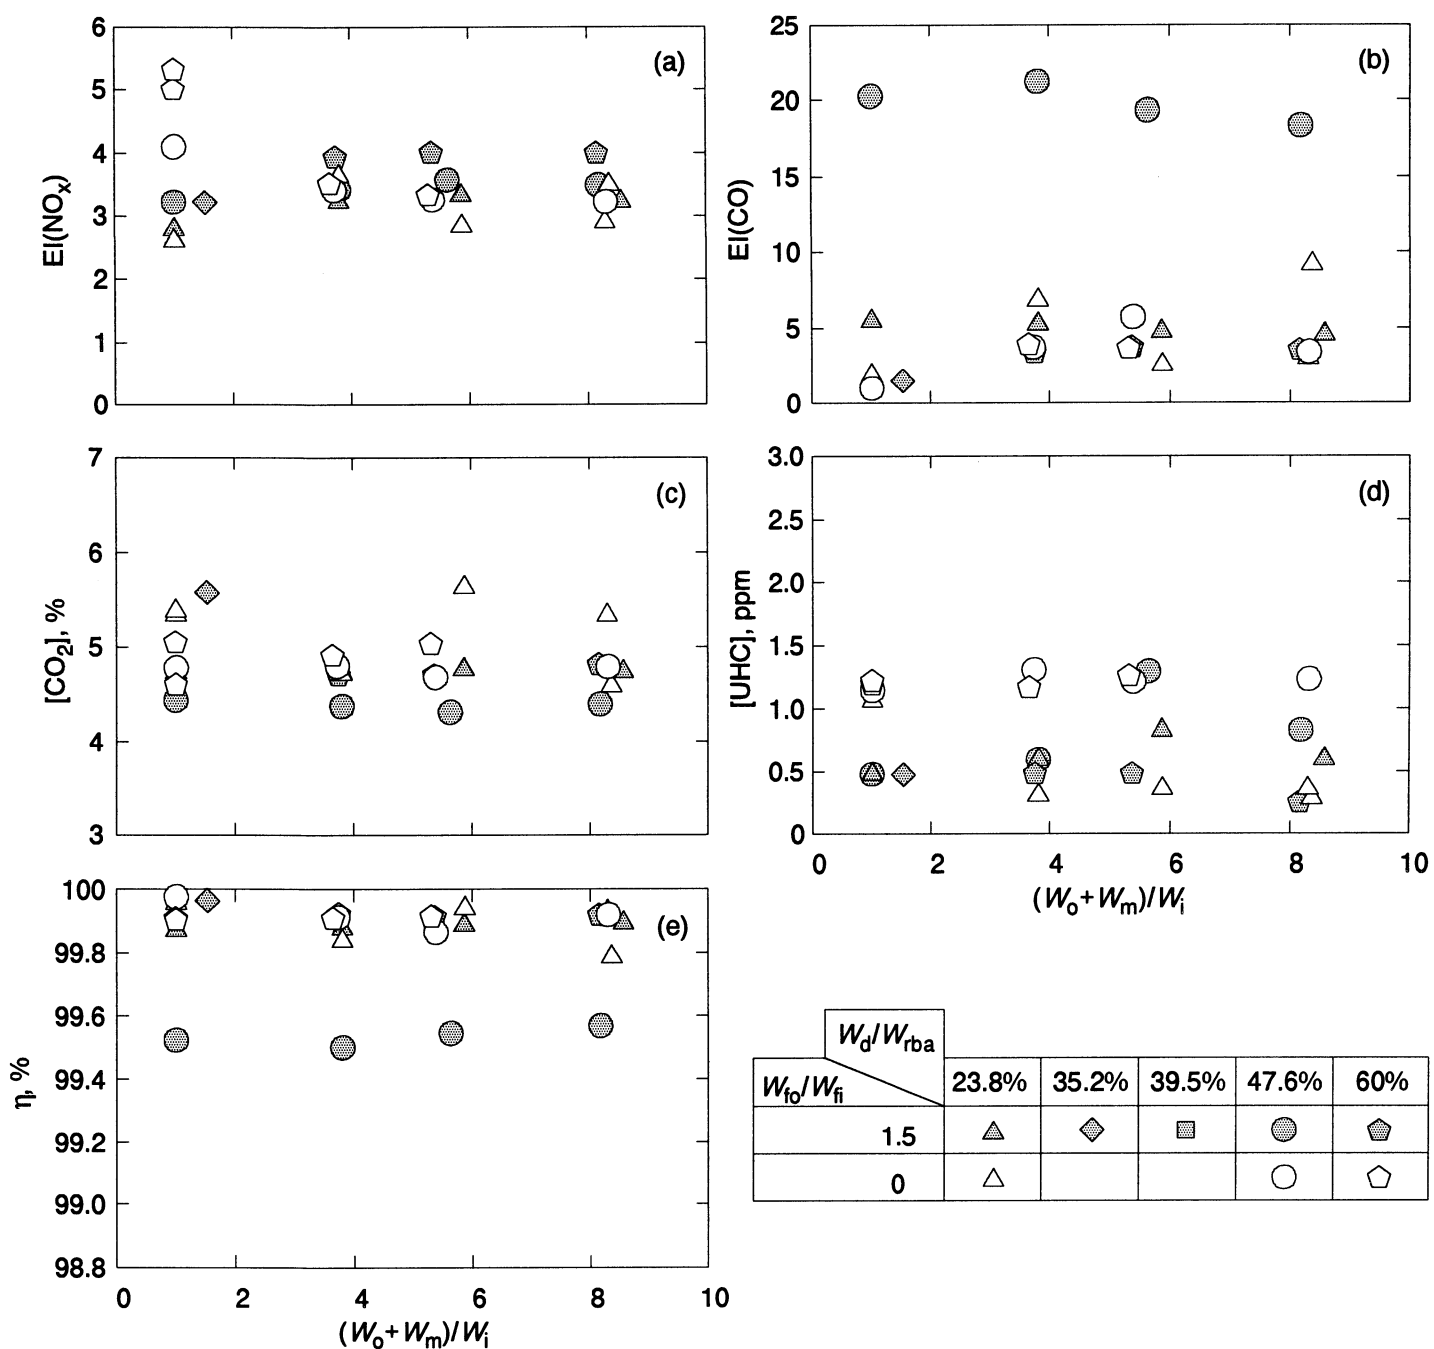 6
5
4
3
2
1
0
EI(NOₓ)
(a)
25
20
15
10
5
0
EI(CO)
(b)
7
6
5
4
3
[CO₂], %
(c)
3.0
2.5
2.0
1.5
1.0
0.5
0
[UHC], ppm
(d)
0 2 4 6 8 10
(Wo+Wm)/Wi
100
99.8
99.6
99.4
99.2
99.0
98.8
η, %
(e)
0 2 4 6 8 10
(Wo+Wm)/Wi
Wd/Wrba
Wfo/Wfi 23.8% 35.2% 39.5% 47.6% 60%
1.5
0